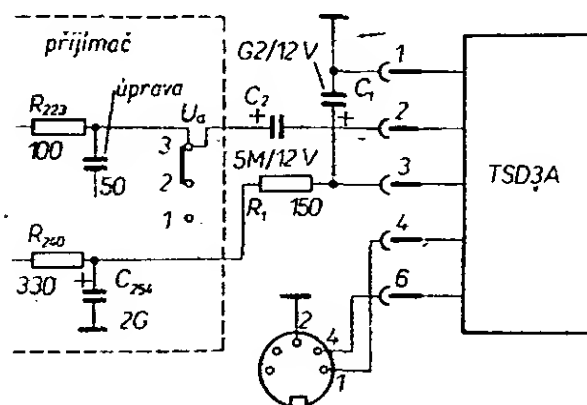 přijímač
G2/12 V
1
R223
úprava
Ua
C2
+
C1
+
2
100
3
50
2
5M/12 V
3
TSD3A
1
R1
150
4
R240
330
+
C254
2G
6
2
4
1